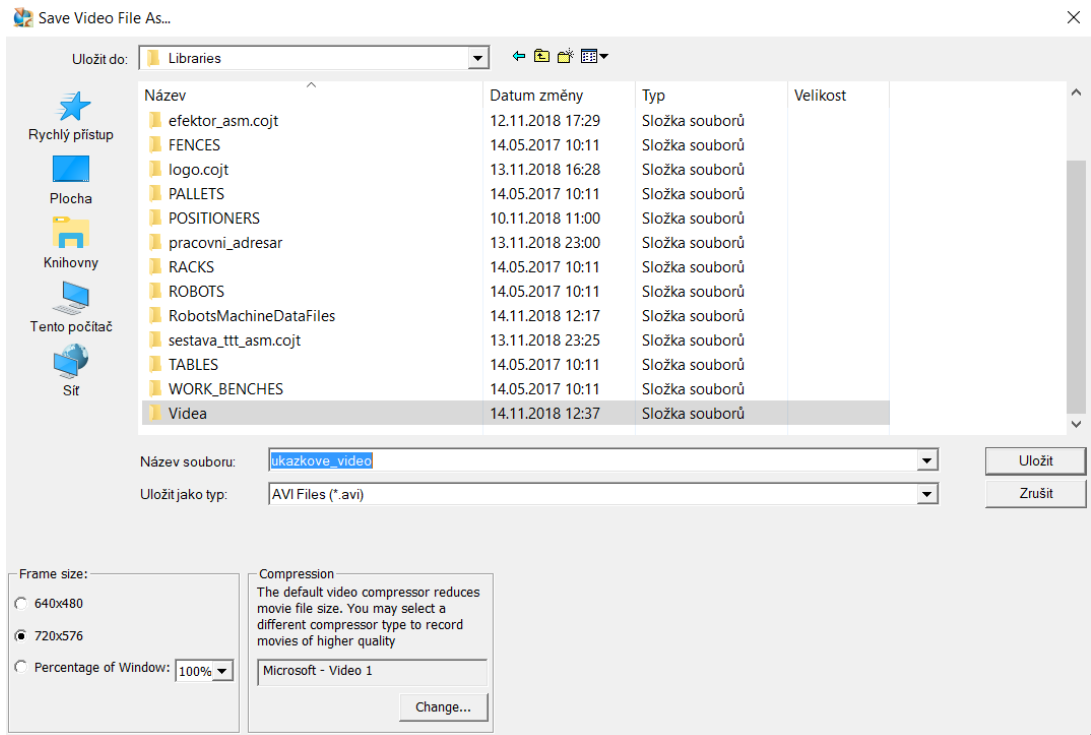 Save Video File As...
Uložit do: Libraries
Název Datum změny Typ Velikost
efektor_asm.cojt 12.11.2018 17:29 Složka souborů
FENCES 14.05.2017 10:11 Složka souborů
logo.cojt 13.11.2018 16:28 Složka souborů
PALLETS 14.05.2017 10:11 Složka souborů
POSITIONERS 10.11.2018 11:00 Složka souborů
pracovni_adresar 13.11.2018 23:00 Složka souborů
RACKS 14.05.2017 10:11 Složka souborů
ROBOTS 14.05.2017 10:11 Složka souborů
RobotsMachineDataFiles 14.11.2018 12:17 Složka souborů
sestava_ttt_asm.cojt 13.11.2018 23:25 Složka souborů
TABLES 14.05.2017 10:11 Složka souborů
WORK_BENCHES 14.05.2017 10:11 Složka souborů
Videa 14.11.2018 12:37 Složka souborů
Rychlý přístup
Plocha
Knihovny
Tento počítač
Síť
Název souboru: ukazkove_video Uložit
Uložit jako typ: AVI Files (*.avi) Zrušit
Frame size:
640x480
720x576
Percentage of Window: 100%
Compression
The default video compressor reduces
movie file size. You may select a
different compressor type to record
movies of higher quality
Microsoft - Video 1
Change...